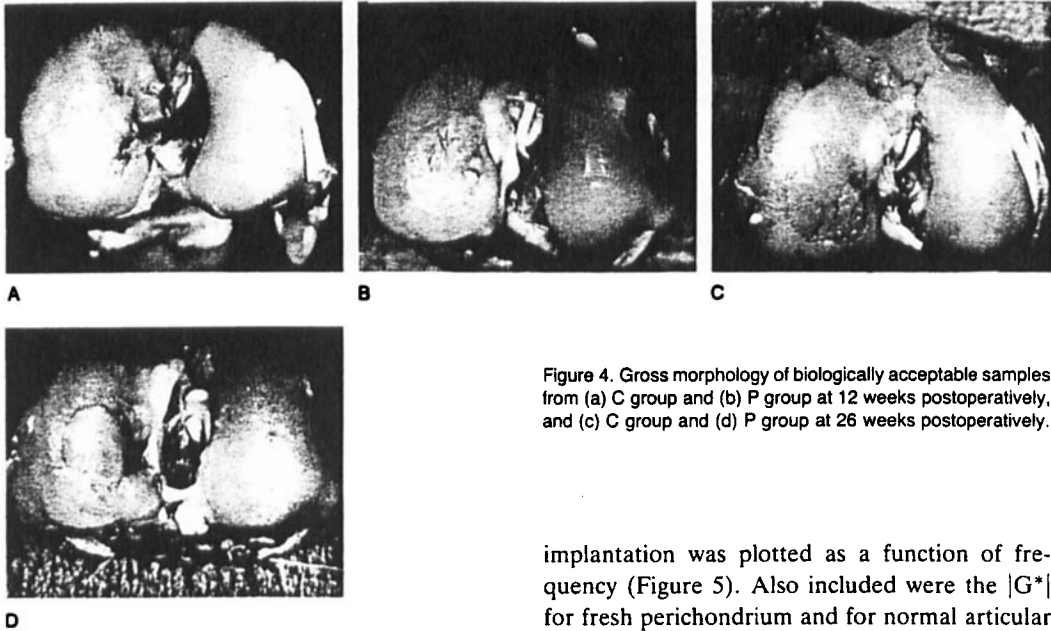 A
B
C
D
Figure 4. Gross morphology of biologically acceptable samples
from (a) C group and (b) P group at 12 weeks postoperatively,
and (c) C group and (d) P group at 26 weeks postoperatively.
implantation was plotted as a function of fre-
quency (Figure 5). Also included were the |G*|
for fresh perichondrium and for normal articular